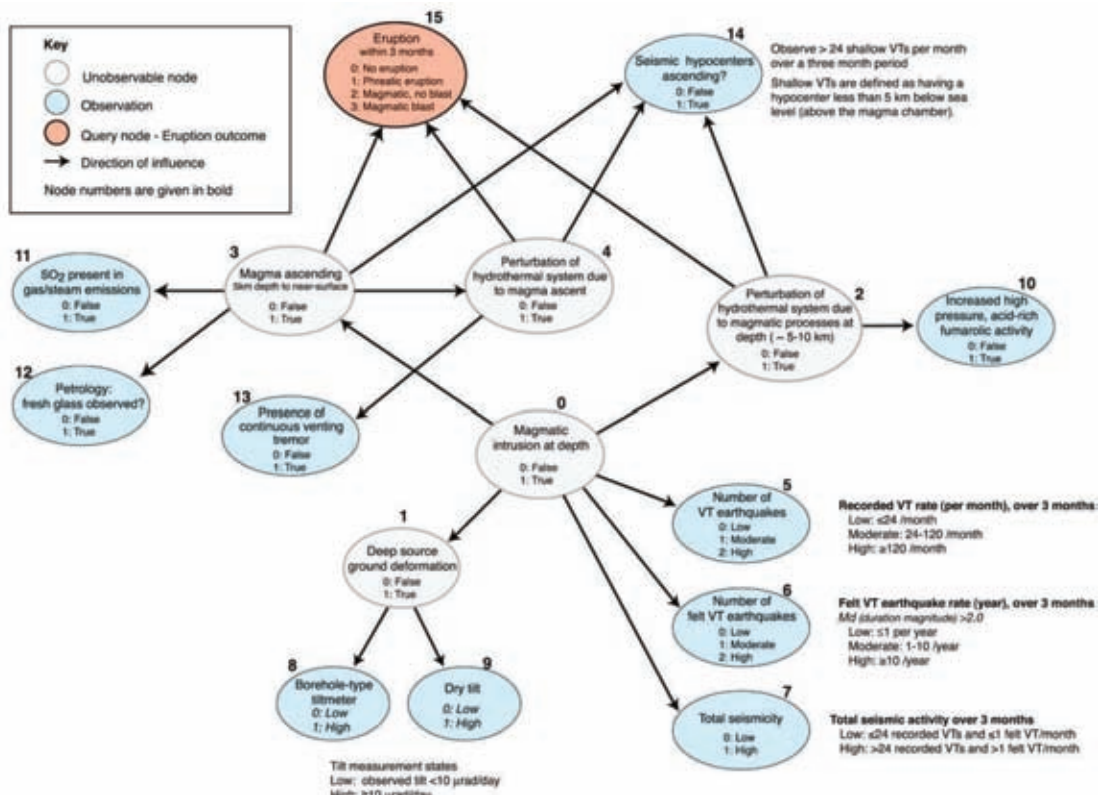 Key
Unobservable node
Observation
Query node - Eruption outcome
Direction of influence
Node numbers are given in bold
15
Eruption
within 3 months
0: No eruption
1: Phreatic eruption
2: Magmatic, no blast
3: Magmatic blast
14
Seismic hypocenters
ascending?
0: False
1: True
Observe > 24 shallow VTs per month
over a three month period
Shallow VTs are defined as having a
hypocenter less than 5 km below sea
level (above the magma chamber).
11
SO2 present in
gas/steam emissions
0: False
1: True
3
Magma ascending
5km depth to near-surface
0: False
1: True
4
Perturbation of
hydrothermal system due
to magma ascent
0: False
1: True
2
Perturbation of
hydrothermal system due
to magmatic processes at
depth ( ~ 5-10 km)
0: False
1: True
10
Increased high
pressure, acid-rich
fumarolic activity
0: False
1: True
12
Petrology:
fresh glass observed?
0: False
1: True
13
Presence of
continuous venting
tremor
0: False
1: True
0
Magmatic
intrusion at depth
0: False
1: True
5
Number of
VT earthquakes
0: Low
1: Moderate
2: High
Recorded VT rate (per month), over 3 months
Low: ≤24 /month
Moderate: 24-120 /month
High: ≥120 /month
1
Deep source
ground deformation
0: False
1: True
6
Number of
felt VT earthquakes
0: Low
1: Moderate
2: High
Felt VT earthquake rate (year), over 3 months
Md (duration magnitude) >2.0
Low: ≤1 per year
Moderate: 1-10 /year
High: ≥10 /year
8
Borehole-type
tiltmeter
0: Low
1: High
9
Dry tilt
0: Low
1: High
7
Total seismicity
0: Low
1: High
Total seismic activity over 3 months
Low: ≤24 recorded VTs and ≤1 felt VT/month
High: >24 recorded VTs and >1 felt VT/month
Tilt measurement states
Low: observed tilt <10 µrad/day
High: ≥10 µrad/day